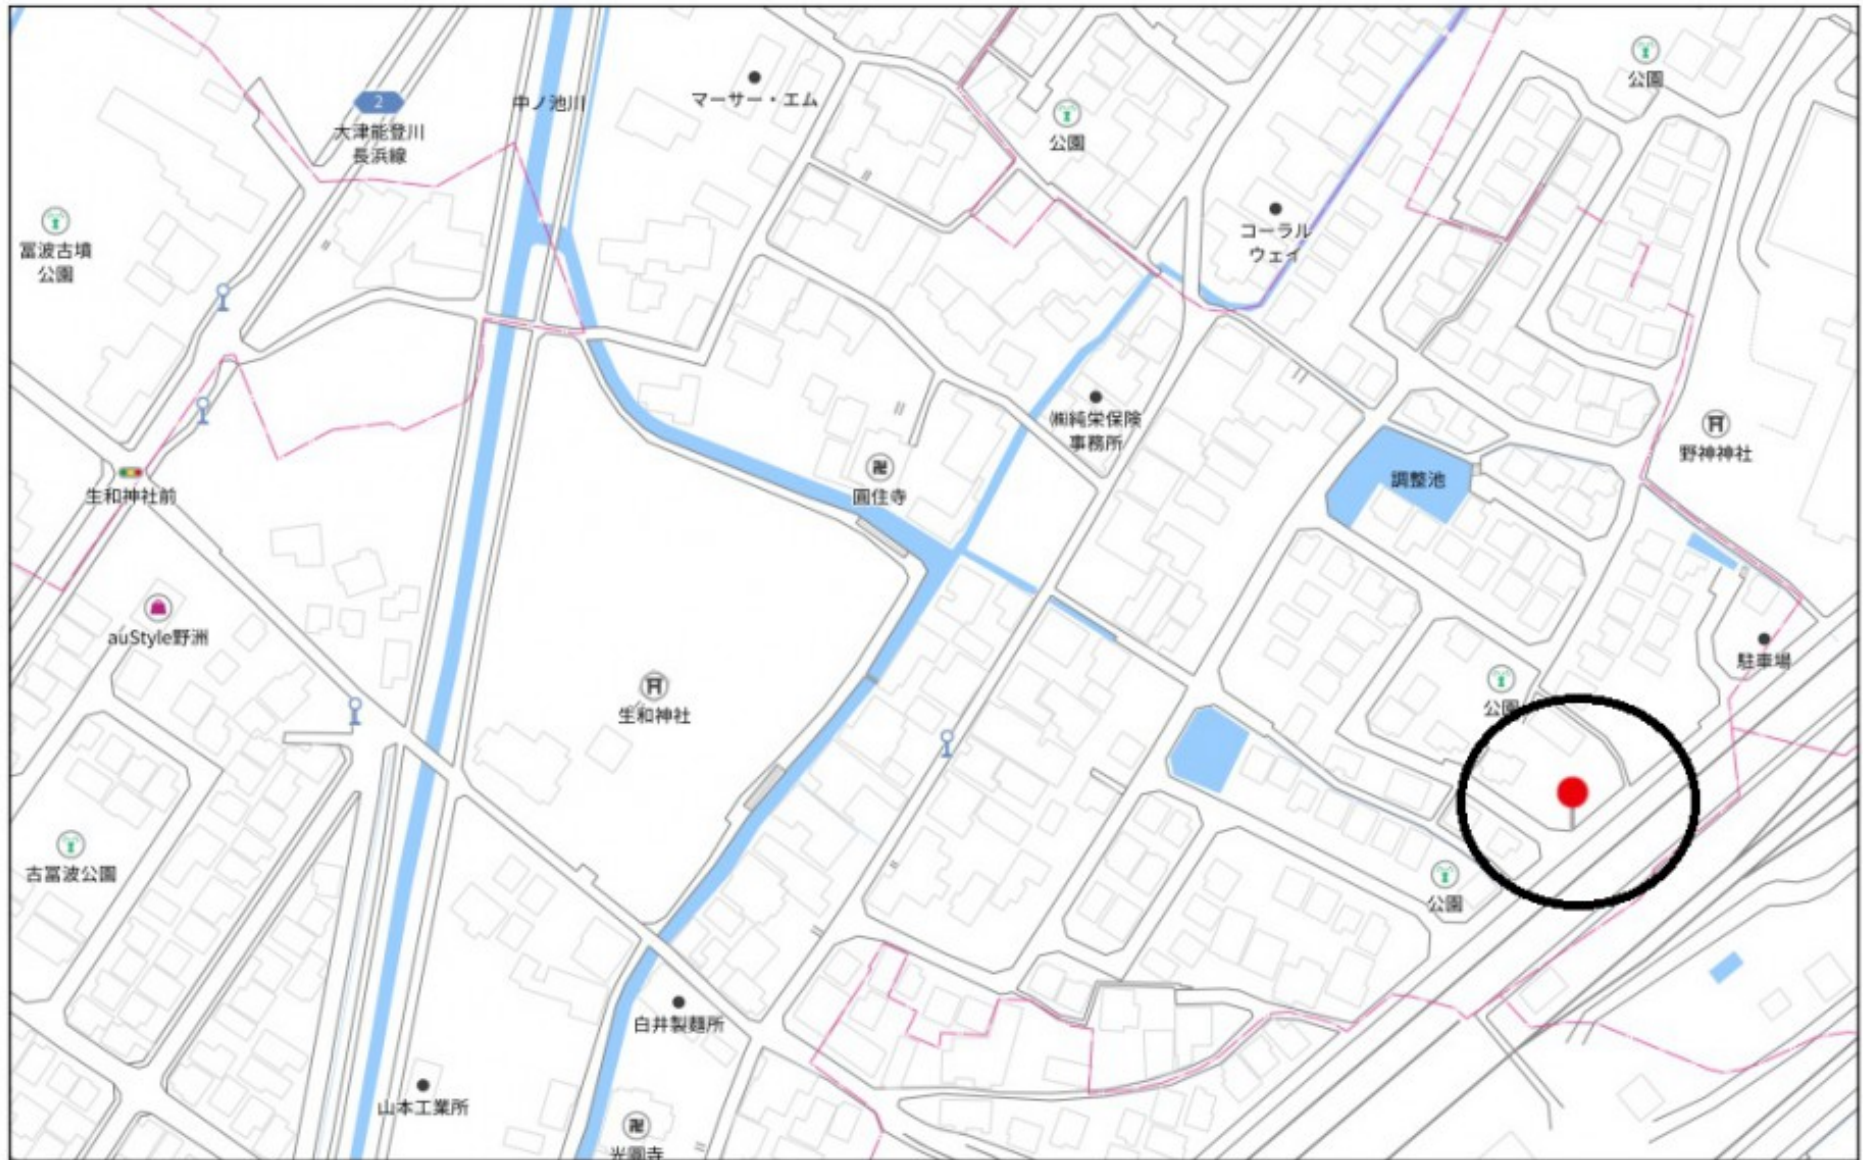 公園
マーサー・エム
2
中ノ池川
大津能登川
長浜線
公園
冨波古墳
公園
コーラル
ウェイ
㈱純栄保険
事務所
野神神社
調整池
生和神社前
圓住寺
auStyle野洲
駐車場
公園
生和神社
古冨波公園
公園
白井製麺所
山本工業所
光圓寺